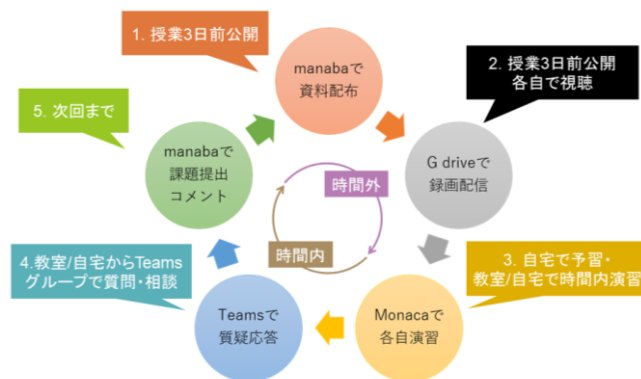 1. 授業3日前公開
manabaで
資料配布
2. 授業3日前公開
各自で視聴
G driveで
録画配信
3. 自宅で予習・
教室/自宅で時間内演習
Monacaで
各自演習
4.教室/自宅からTeams
グループで質問・相談
Teamsで
質疑応答
5. 次回まで
manabaで
課題提出
コメント
時間外
時間内